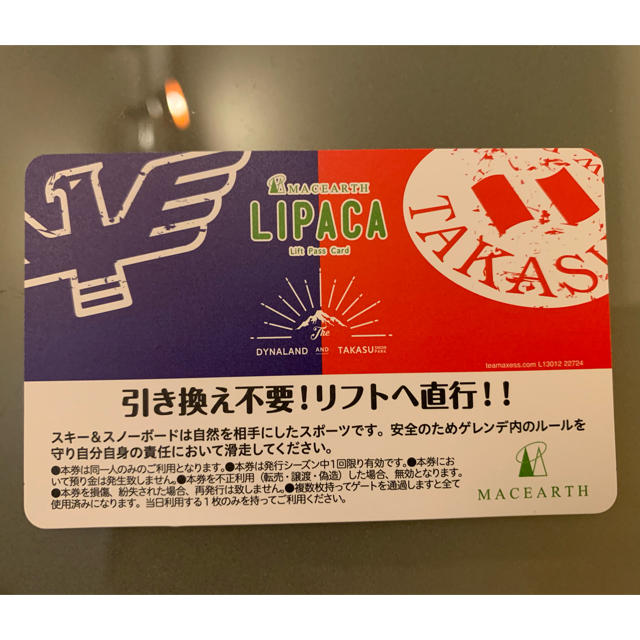 MACEARTH
LIPACA
Lift Pass Card
TAKASU
The
DYNALAND AND TAKASU SNOW PARK
teamaxess.com L13012 22724
引き換え不要!リフトへ直行!!
スキー&スノーボードは自然を相手にしたスポーツです。安全のためゲレンデ内のルールを
守り自分自身の責任において滑走してください。
●本券は同一人のみのご利用となります。●本券は発行シーズン中1回限り有効です。●本券にお
いて預り金は発生致しません。●本券を不正利用(転売・譲渡・偽造)した場合、無効となります。
●本券を損傷、紛失された場合、再発行は致しません。●複数枚持ってゲートを通過しますと全て
使用済みになります。当日利用する1枚のみを持ってご利用ください。
MACEARTH